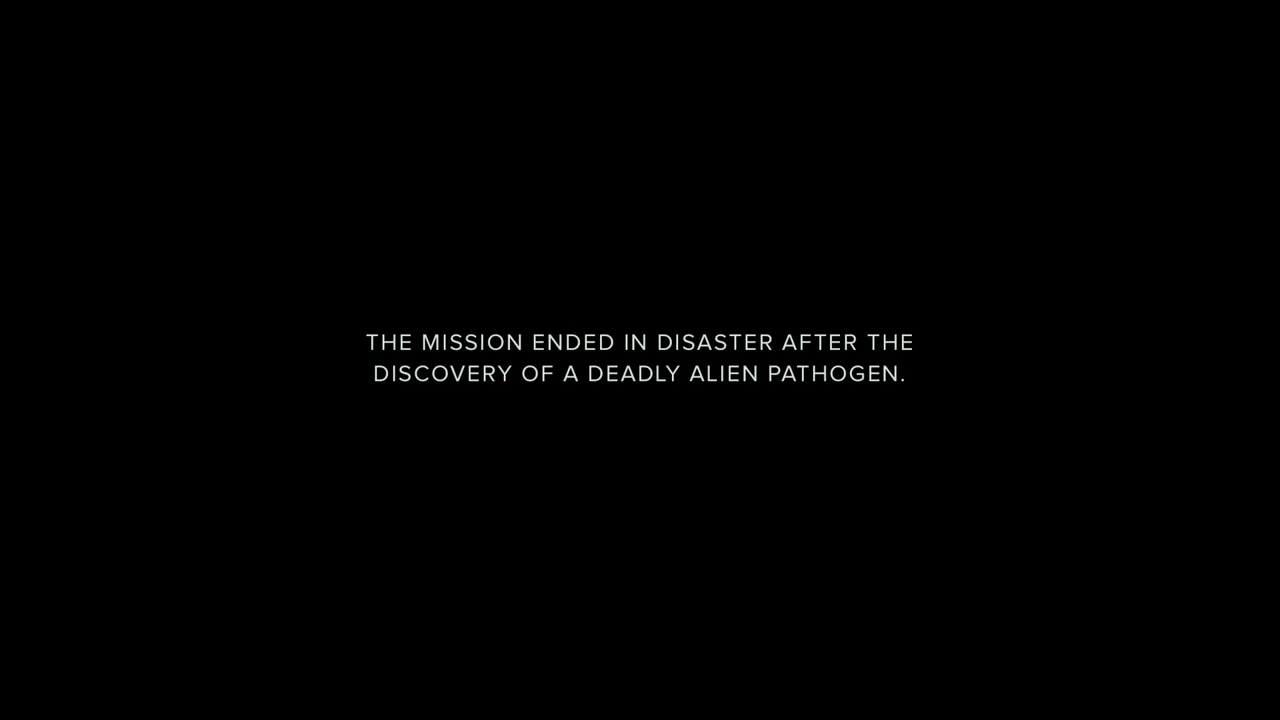 THE MISSION ENDED IN DISASTER AFTER THE
DISCOVERY OF A DEADLY ALIEN PATHOGEN.